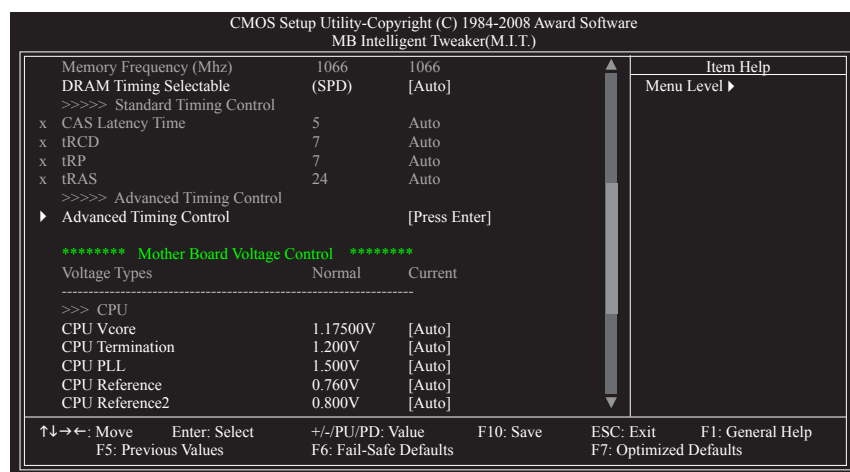 CMOS Setup Utility-Copyright (C) 1984-2008 Award Software
MB Intelligent Tweaker(M.I.T.)
Memory Frequency (Mhz) 1066 1066
DRAM Timing Selectable (SPD) [Auto]
>>>>> Standard Timing Control
x CAS Latency Time 5 Auto
x tRCD 7 Auto
x tRP 7 Auto
x tRAS 24 Auto
>>>>> Advanced Timing Control
▶ Advanced Timing Control [Press Enter]
******** Mother Board Voltage Control ********
Voltage Types Normal Current
--------------------------------------------------------------------
>>> CPU
CPU Vcore 1.17500V [Auto]
CPU Termination 1.200V [Auto]
CPU PLL 1.500V [Auto]
CPU Reference 0.760V [Auto]
CPU Reference2 0.800V [Auto]
Item Help
Menu Level ▶
↑↓→←: Move Enter: Select +/-/PU/PD: Value F10: Save ESC: Exit F1: General Help
F5: Previous Values F6: Fail-Safe Defaults F7: Optimized Defaults